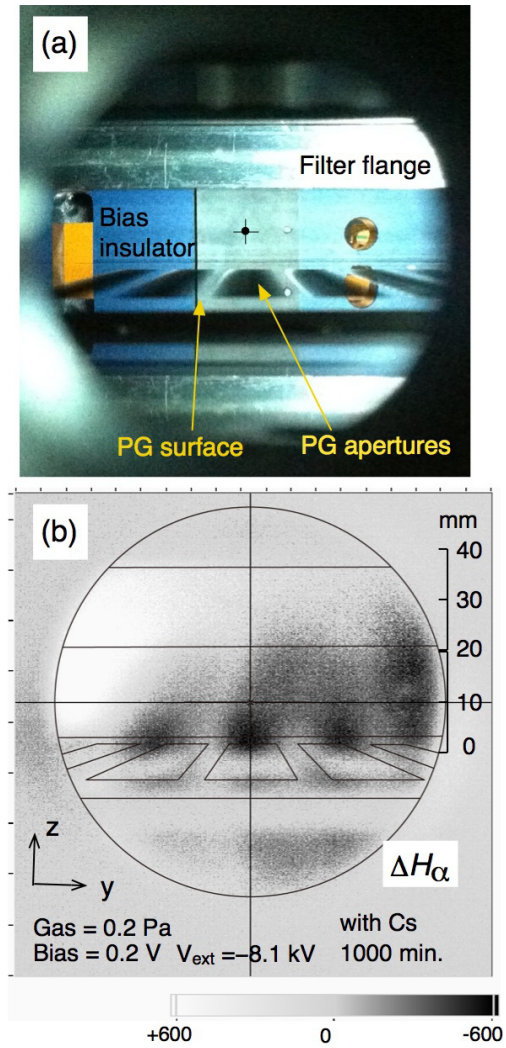 (a)
Filter flange
Bias
insulator
PG surface
PG apertures
(b)
mm
40
30
20
10
0
z
y
ΔHα
Gas = 0.2 Pa
with Cs
Bias = 0.2 V Vext =−8.1 kV
1000 min.
+600
0
-600